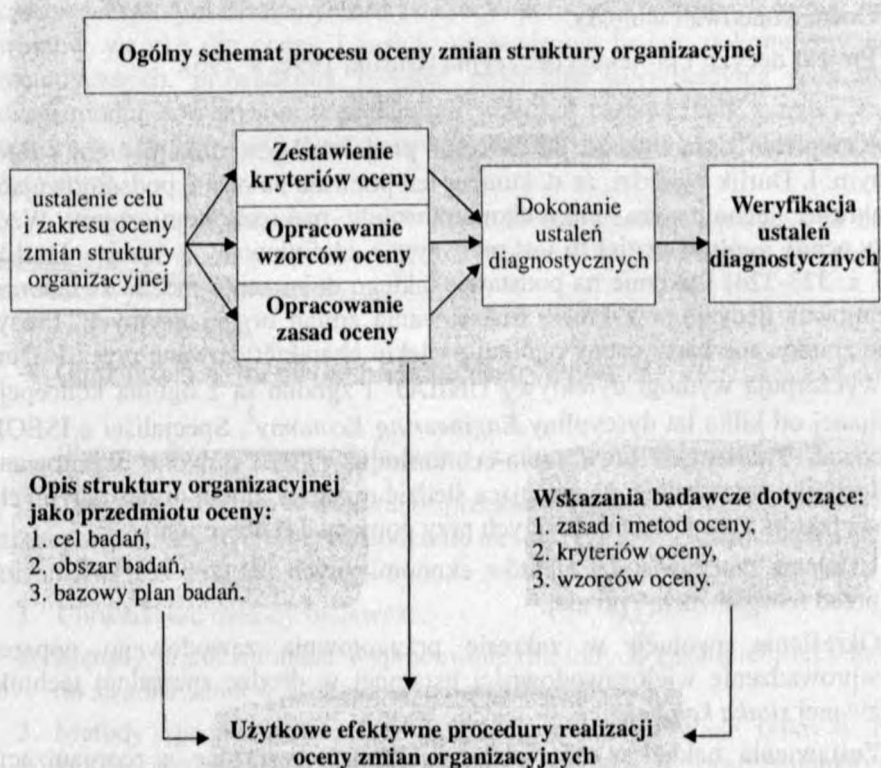 Ogólny schemat procesu oceny zmian struktury organizacyjnej
ustalenie celu
i zakresu oceny
zmian struktury
organizacyjnej
Zestawienie
kryteriów oceny
Opracowanie
wzorców oceny
Opracowanie
zasad oceny
Dokonanie
ustaleń
diagnostycznych
Weryfikacja
ustaleń
diagnostycznych
Opis struktury organizacyjnej
jako przedmiotu oceny:
1. cel badań,
2. obszar badań,
3. bazowy plan badań.
Wskazania badawcze dotyczące:
1. zasad i metod oceny,
2. kryteriów oceny,
3. wzorców oceny.
Użytkowe efektywne procedury realizacji
oceny zmian organizacyjnych